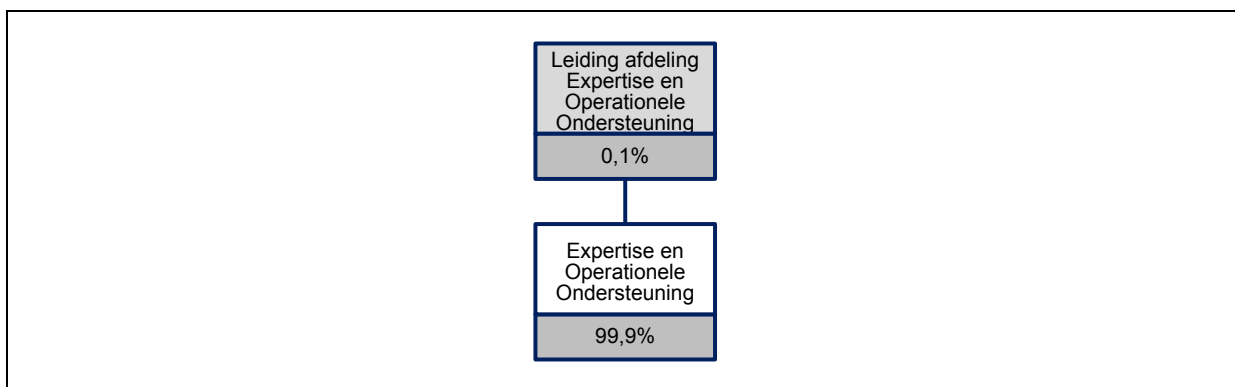 Leiding afdeling
Expertise en
Operationele
Ondersteuning
0,1%
Expertise en
Operationele
Ondersteuning
99,9%